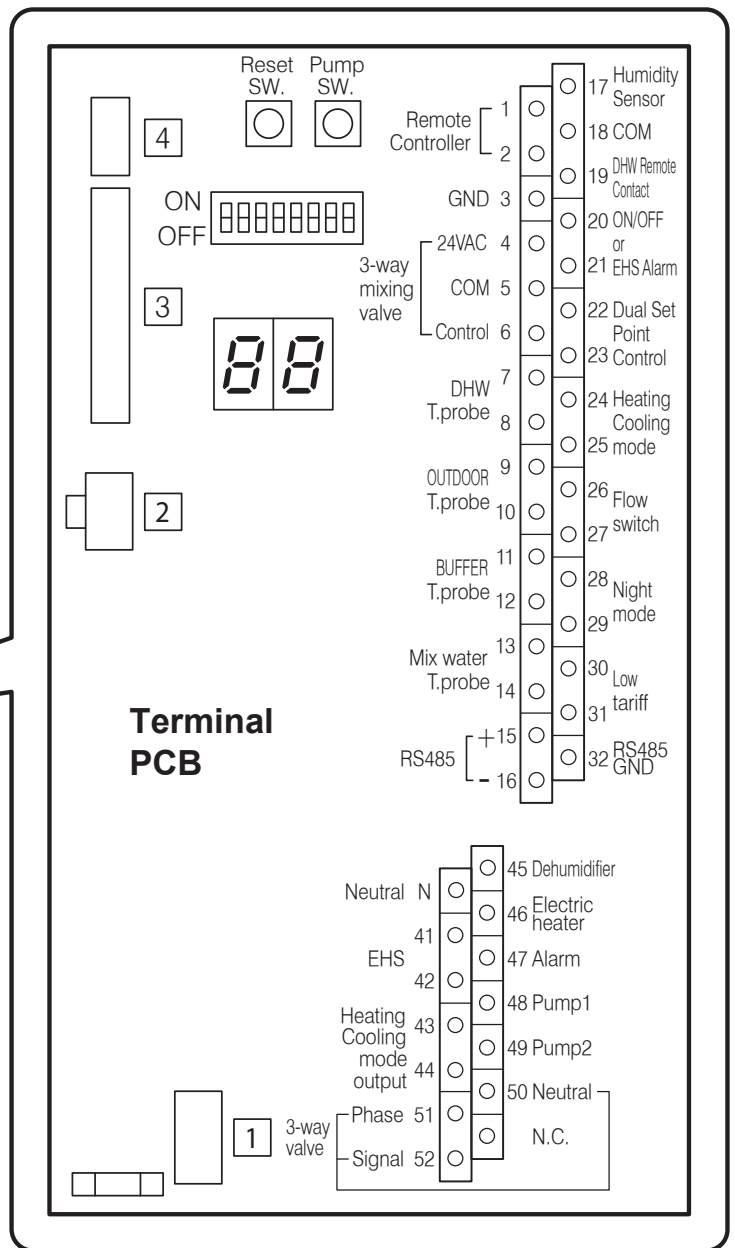 Reset Pump
SW. SW.
4
ON
OFF
3
88
2
Terminal
PCB
1
Remote
Controller
1
2
GND 3
3-way
mixing
valve
24VAC 4
COM 5
Control 6
DHW
T.probe
7
8
OUTDOOR
T.probe
9
10
BUFFER
T.probe
11
12
Mix water
T.probe
13
14
RS485
+15
- 16
17 Humidity
Sensor
18 COM
19 DHW Remote
Contact
20 ON/OFF
or
21 EHS Alarm
22 Dual Set
Point
23 Control
24 Heating
Cooling
25 mode
26
Flow
switch
27
28
Night
mode
29
30
Low
tariff
31
32 RS485
GND
Neutral N
EHS
41
42
Heating
Cooling
mode
output
43
44
3-way
valve
Phase 51
Signal 52
45 Dehumidifier
46 Electric
heater
47 Alarm
48 Pump1
49 Pump2
50 Neutral
N.C.